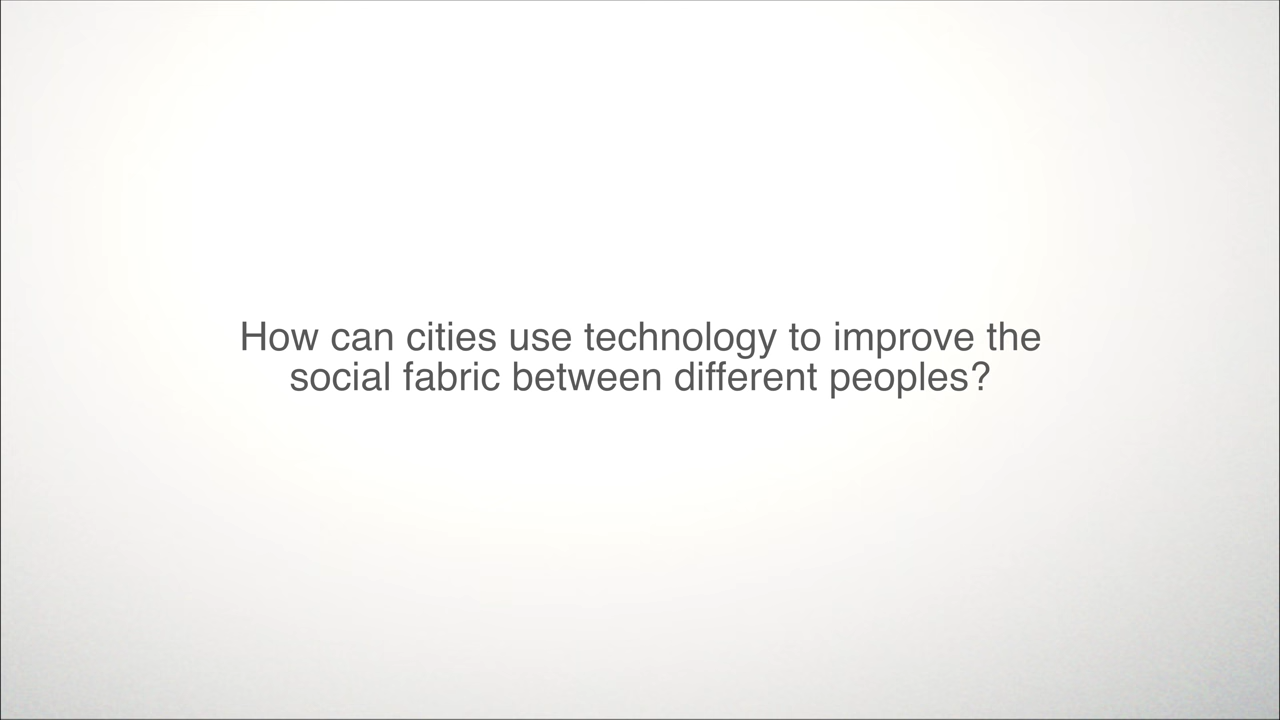 How can cities use technology to improve the
social fabric between different peoples?